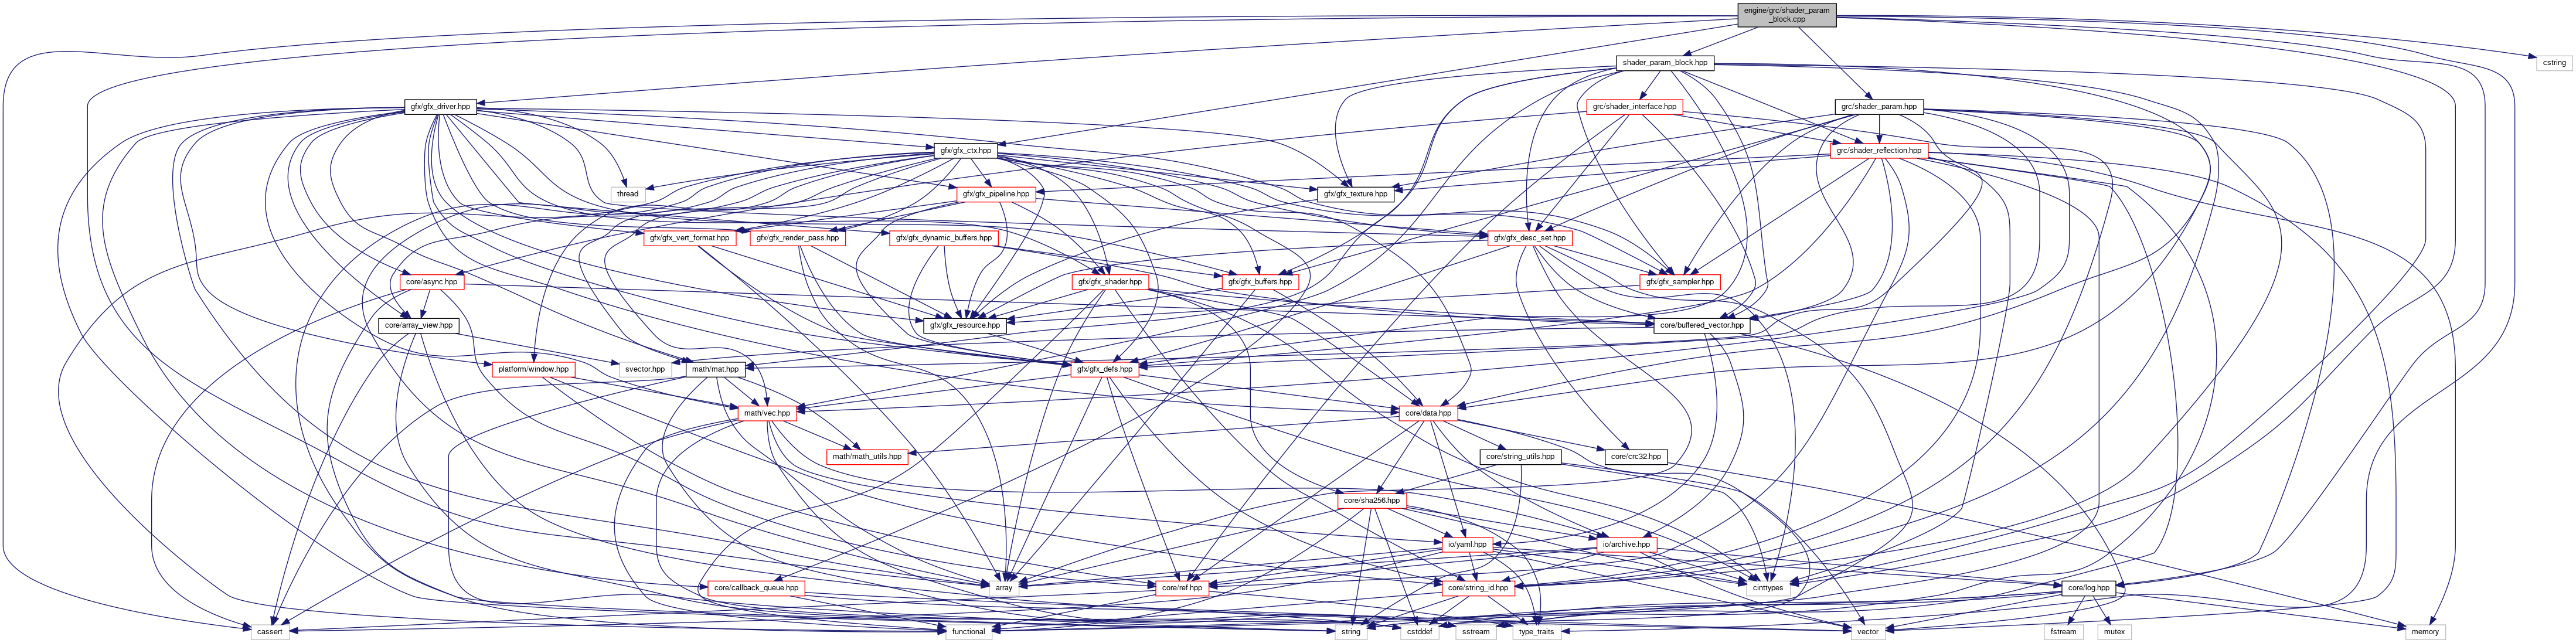 engine/grc/shader_param
_block.cpp
shader_param_block.hpp
cstring
gfx/gfx_driver.hpp
grc/shader_interface.hpp
grc/shader_param.hpp
gfx/gfx_ctx.hpp
grc/shader_reflection.hpp
thread
gfx/gfx_pipeline.hpp
gfx/gfx_texture.hpp
gfx/gfx_vert_format.hpp
gfx/gfx_render_pass.hpp
gfx/gfx_dynamic_buffers.hpp
gfx/gfx_desc_set.hpp
core/async.hpp
gfx/gfx_shader.hpp
gfx/gfx_buffers.hpp
gfx/gfx_sampler.hpp
core/array_view.hpp
gfx/gfx_resource.hpp
core/buffered_vector.hpp
platform/window.hpp
svector.hpp
math/mat.hpp
gfx/gfx_defs.hpp
math/vec.hpp
core/data.hpp
math/math_utils.hpp
core/string_utils.hpp
core/crc32.hpp
core/sha256.hpp
io/yaml.hpp
io/archive.hpp
core/callback_queue.hpp
array
core/ref.hpp
core/string_id.hpp
cinttypes
core/log.hpp
cassert
functional
string
cstddef
sstream
type_traits
vector
fstream
mutex
memory